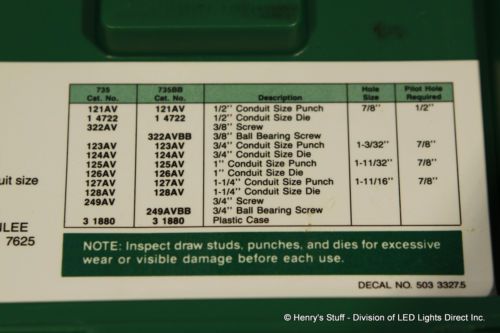 735 735BB Hole Pilot Hole
Cat. No. Cat. No. Description Size Required
121AV 121AV 1/2'' Conduit Size Punch 7/8'' 1/2''
1 4722 1 4722 1/2'' Conduit Size Die
322AV 3/8'' Screw
322AVBB 3/8'' Ball Bearing Screw
123AV 123AV 3/4'' Conduit Size Punch 1-3/32'' 7/8''
124AV 124AV 3/4'' Conduit Size Die
125AV 125AV 1'' Conduit Size Punch 1-11/32'' 7/8''
126AV 126AV 1'' Conduit Size Die
127AV 127AV 1-1/4'' Conduit Size Punch 1-11/16'' 7/8''
128AV 128AV 1-1/4'' Conduit Size Die
249AV 3/4'' Screw
249AVBB 3/4'' Ball Bearing Screw
3 1880 3 1880 Plastic Case
duit size
NLEE
7625
NOTE: Inspect draw studs, punches, and dies for excessive
wear or visible damage before each use.
DECAL NO. 503 3327.5
© Henry's Stuff - Division of LED Lights Direct Inc.